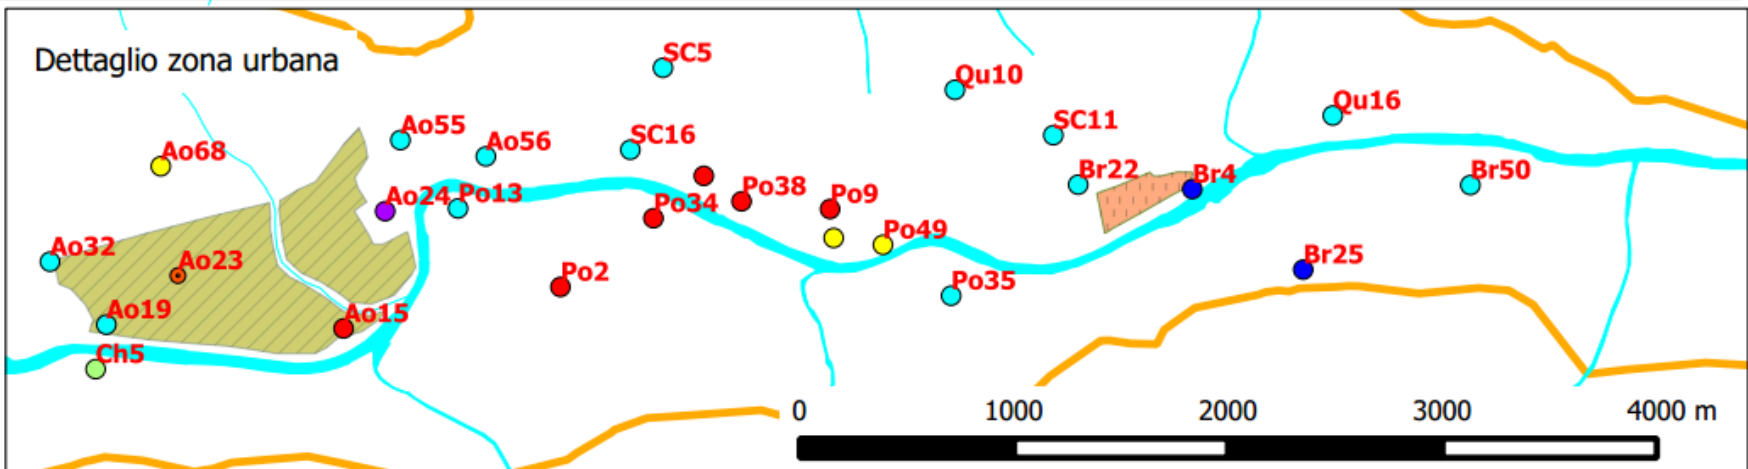 Dettaglio zona urbana
SC5
Qu10
Qu16
Ao55
Ao56
SC16
SC11
Ao68
Br22
Br4
Br50
Ao24
Po13
Po38
Po9
Po34
Po49
Ao32
Ao23
Po2
Po35
Br25
Ao19
Ao15
Ch5
0 1000 2000 3000 4000 m